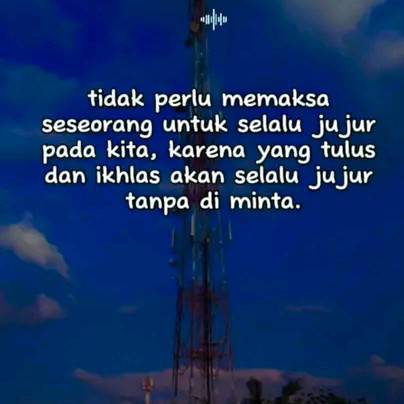 tidak perlu memaksa
seseorang untuk selalu jujur
pada kita, karena yang tulus
dan ikhlas akan selalu jujur
tanpa di minta.